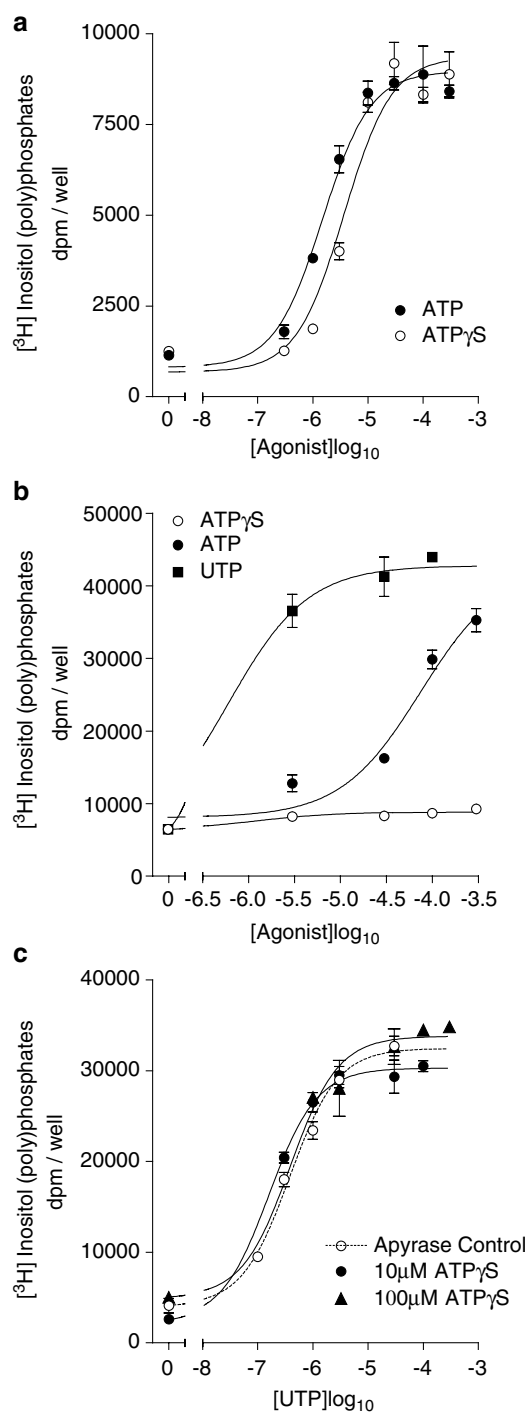 a
10000
7500
5000
2500
0
[³H] Inositol (poly)phosphates
dpm / well
ATP
ATPγS
0 -8 -7 -6 -5 -4 -3
[Agonist]log₁₀
b
50000
40000
30000
20000
10000
0
[³H] Inositol (poly)phosphates
dpm / well
ATPγS
ATP
UTP
0 -6.5 -6.0 -5.5 -5.0 -4.5 -4.0 -3.5
[Agonist]log₁₀
c
40000
30000
20000
10000
0
[³H] Inositol (poly)phosphates
dpm / well
Apyrase Control
10μM ATPγS
100μM ATPγS
0 -8 -7 -6 -5 -4 -3
[UTP]log₁₀